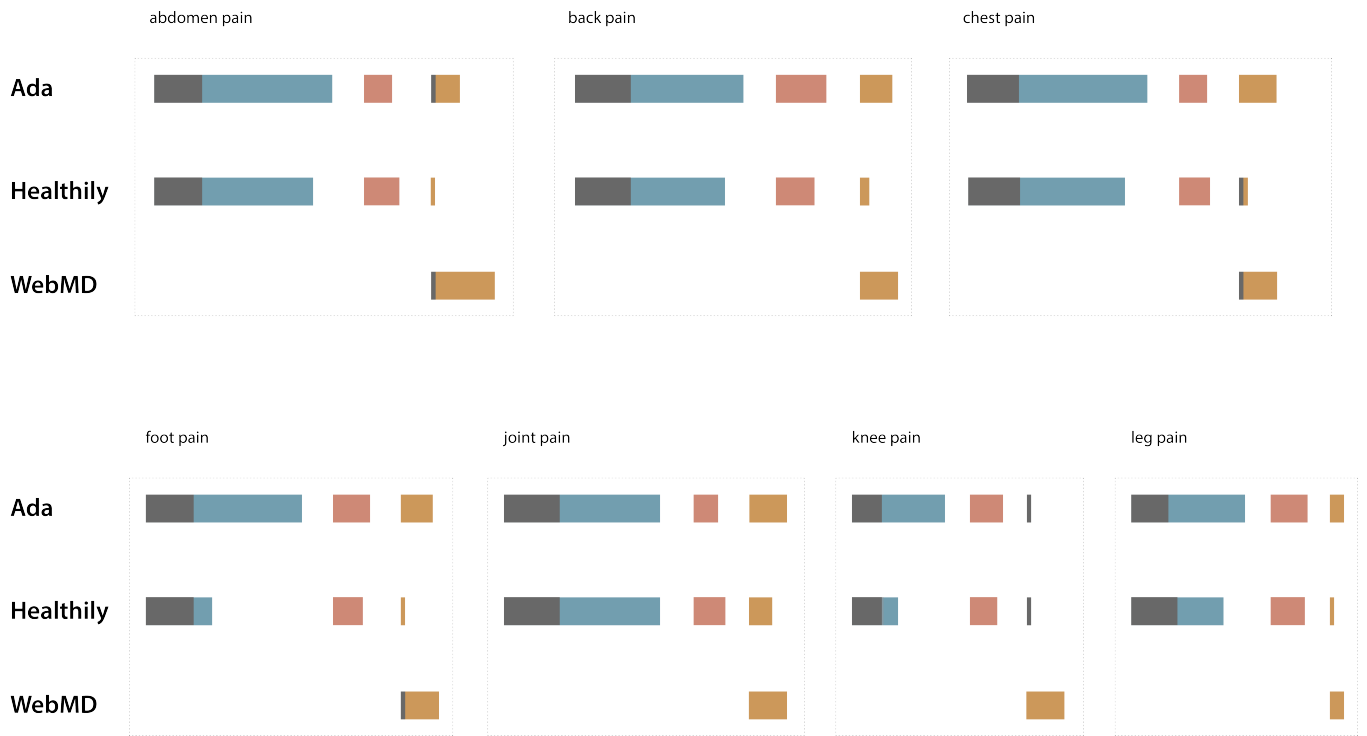 abdomen pain back pain chest pain
Ada
Healthily
WebMD
foot pain joint pain knee pain leg pain
Ada
Healthily
WebMD